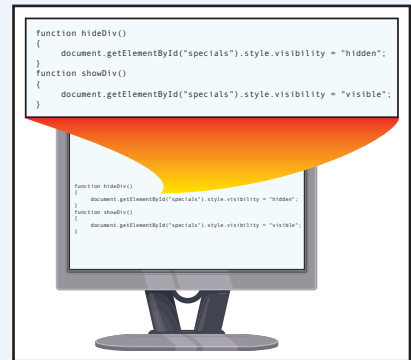 function hideDiv()
{
document.getElementById("specials").style.visibility = "hidden";
}
function showDiv()
{
document.getElementById("specials").style.visibility = "visible";
}
function hideDiv()
{
document.getElementById("specials").style.visibility = "hidden";
}
function showDiv()
{
document.getElementById("specials").style.visibility = "visible";
}